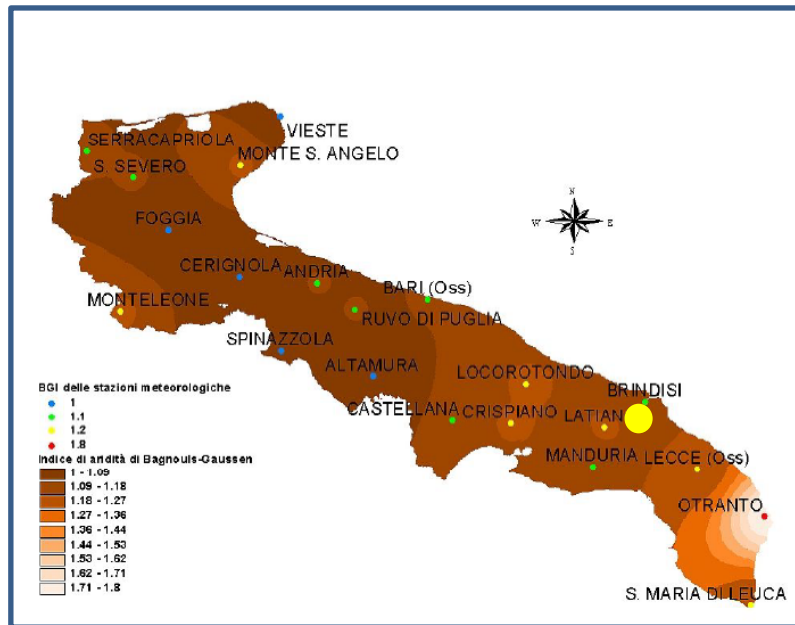 VIESTE
SERRACAPRIOLA
MONTE S. ANGELO
S. SEVERO
FOGGIA
CERIGNOLA
ANDRIA
BARI (Oss)
MONTELEONE
RUVO DI PUGLIA
SPINAZZOLA
ALTAMURA
LOCOROTONDO
BRINDISI
CASTELLANA
CRISPIANO
LATIAN
MANDURIA
LECCE (Oss)
OTRANTO
S. MARIA DI LEUCA
N
W
E
S
BGI delle stazioni meteorologiche
1
1.1
1.2
1.8
Indice di aridità di Bagnouls-Gaussen
1 - 1.09
1.09 - 1.18
1.18 - 1.27
1.27 - 1.36
1.36 - 1.44
1.44 - 1.53
1.53 - 1.62
1.62 - 1.71
1.71 - 1.8